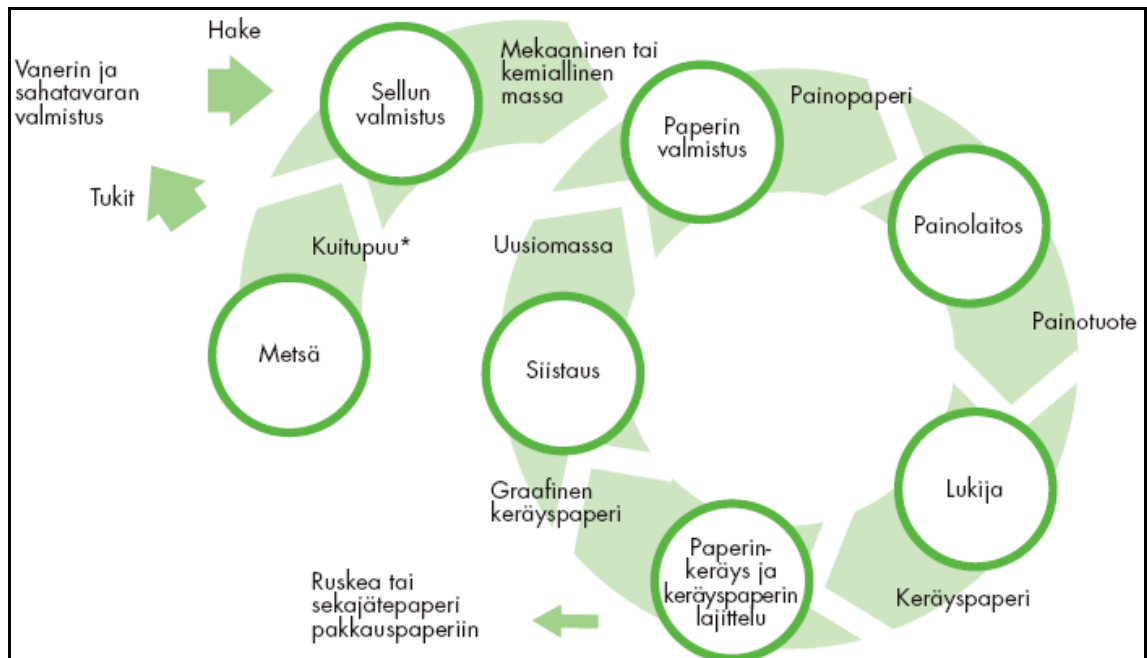 Hake
Vanerin ja
sahatavaran
valmistus
Tukit
Kuitupuu*
Metsä
Sellun
valmistus
Mekaaninen tai
kemiallinen
massa
Paperin
valmistus
Painopaperi
Painolaitos
Painotuote
Lukija
Keräyspaperi
Paperin-
keräys ja
keräyspaperin
lajittelu
Ruskea tai
sekajätepaperi
pakkauspaperiin
Graafinen
keräyspaperi
Siistaus
Uusiomassa